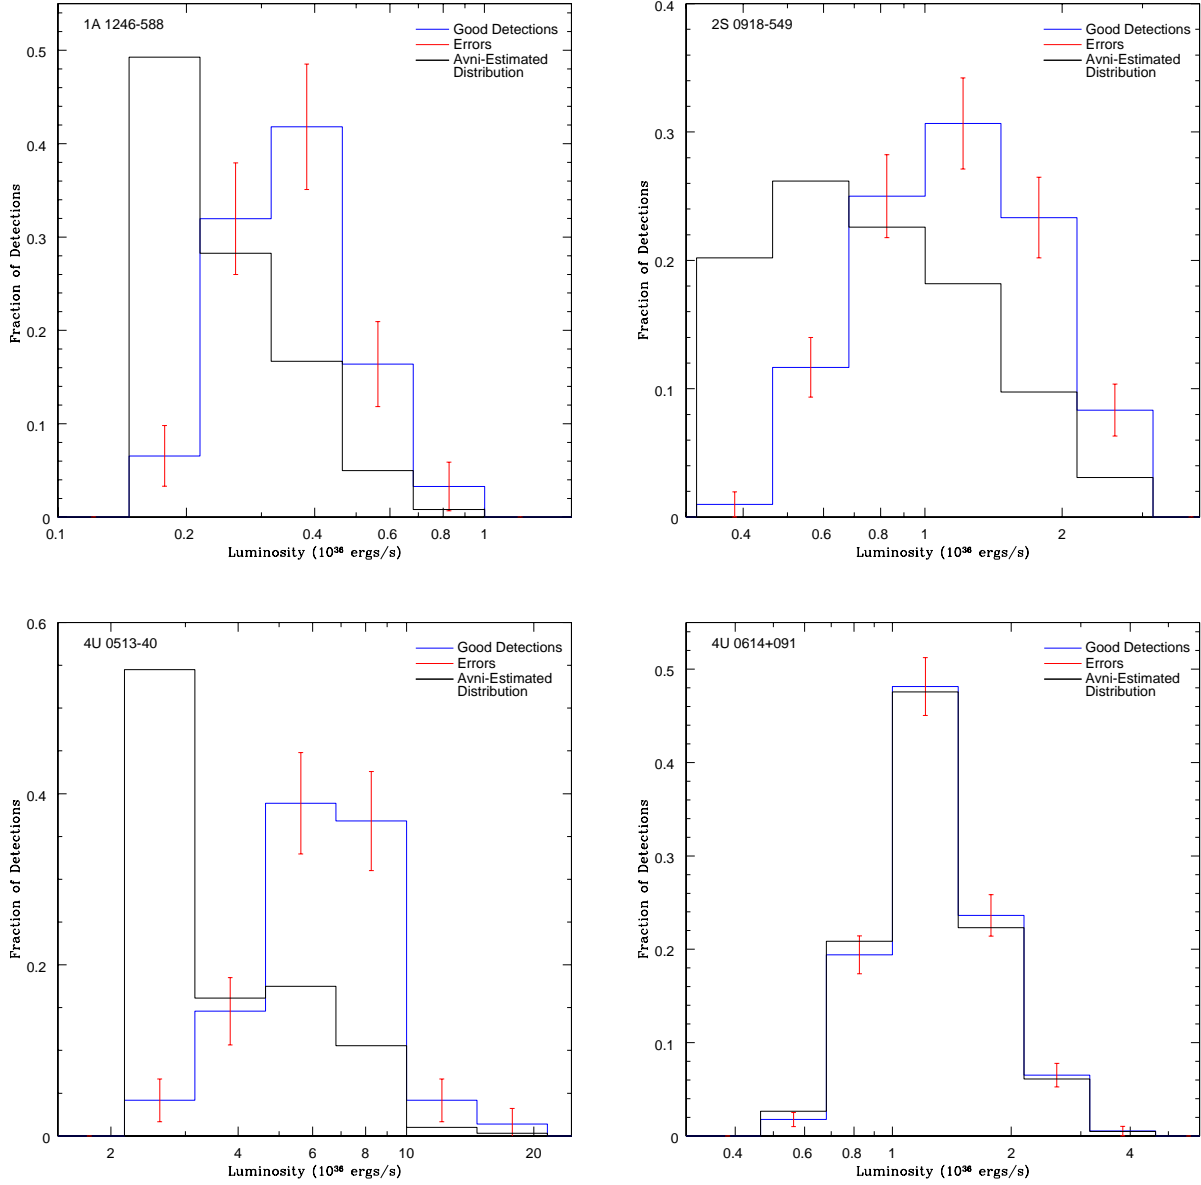 1A 1246-588
Good Detections
Errors
Avni-Estimated
Distribution
0.5
0.4
0.3
0.2
0.1
0
Fraction of Detections
0.1
0.2
0.4
0.6
0.8
1
Luminosity (10³⁶ ergs/s)
2S 0918-549
Good Detections
Errors
Avni-Estimated
Distribution
0.4
0.3
0.2
0.1
0
Fraction of Detections
0.4
0.6
0.8
1
2
Luminosity (10³⁶ ergs/s)
4U 0513-40
Good Detections
Errors
Avni-Estimated
Distribution
0.6
0.4
0.2
0
Fraction of Detections
2
4
6
8
10
20
Luminosity (10³⁶ ergs/s)
4U 0614+091
Good Detections
Errors
Avni-Estimated
Distribution
0.5
0.4
0.3
0.2
0.1
0
Fraction of Detections
0.4
0.6
0.8
1
2
4
Luminosity (10³⁶ ergs/s)